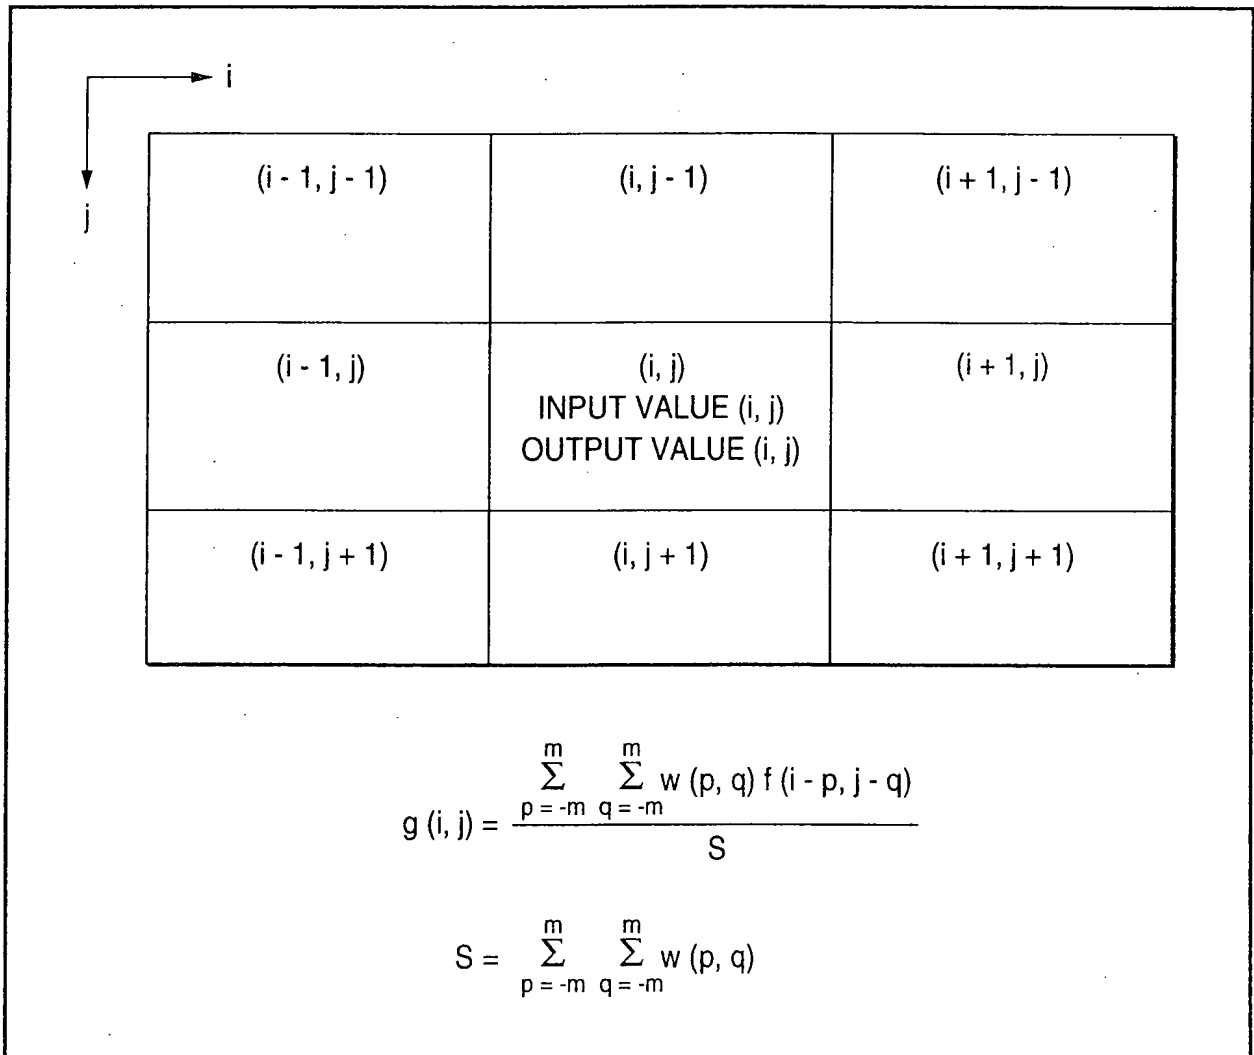 i
j
(i - 1, j - 1) (i, j - 1) (i + 1, j - 1)
(i - 1, j) (i, j) (i + 1, j)
INPUT VALUE (i, j)
OUTPUT VALUE (i, j)
(i - 1, j + 1) (i, j + 1) (i + 1, j + 1)
m m
Σ Σ w (p, q) f (i - p, j - q)
p = -m q = -m
g (i, j) =
S
m m
S = Σ Σ w (p, q)
p = -m q = -m